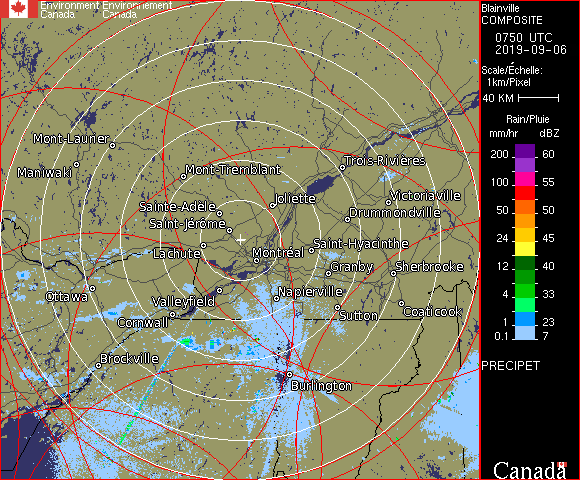 Environment Environnement
Canada Canada
Blainville
COMPOSITE
0750 UTC
2019-09-06
Scale/Échelle:
1km/Pixel
40 KM
Rain/Pluie
mm/hr dBZ
200 60
100 55
50 50
24 45
12 40
4 33
1 23
0.1 7
PRECIPET
Canada
Mont-Laurier
Maniwaki
Mont-Tremblant
Trois-Rivières
Joliette
Victoriaville
Sainte-Adèle
Drummondville
Saint-Jérôme
Saint-Hyacinthe
Lachute
Montréal
Granby
Sherbrooke
Ottawa
Valleyfield
Napierville
Cornwall
Sutton
Coaticook
Brockville
Burlington